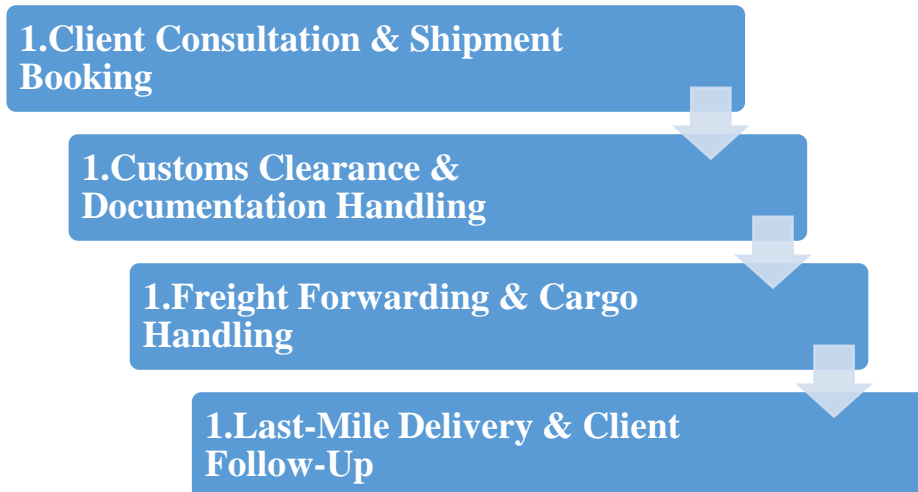 1.Client Consultation & Shipment
Booking
1.Customs Clearance &
Documentation Handling
1.Freight Forwarding & Cargo
Handling
1.Last-Mile Delivery & Client
Follow-Up